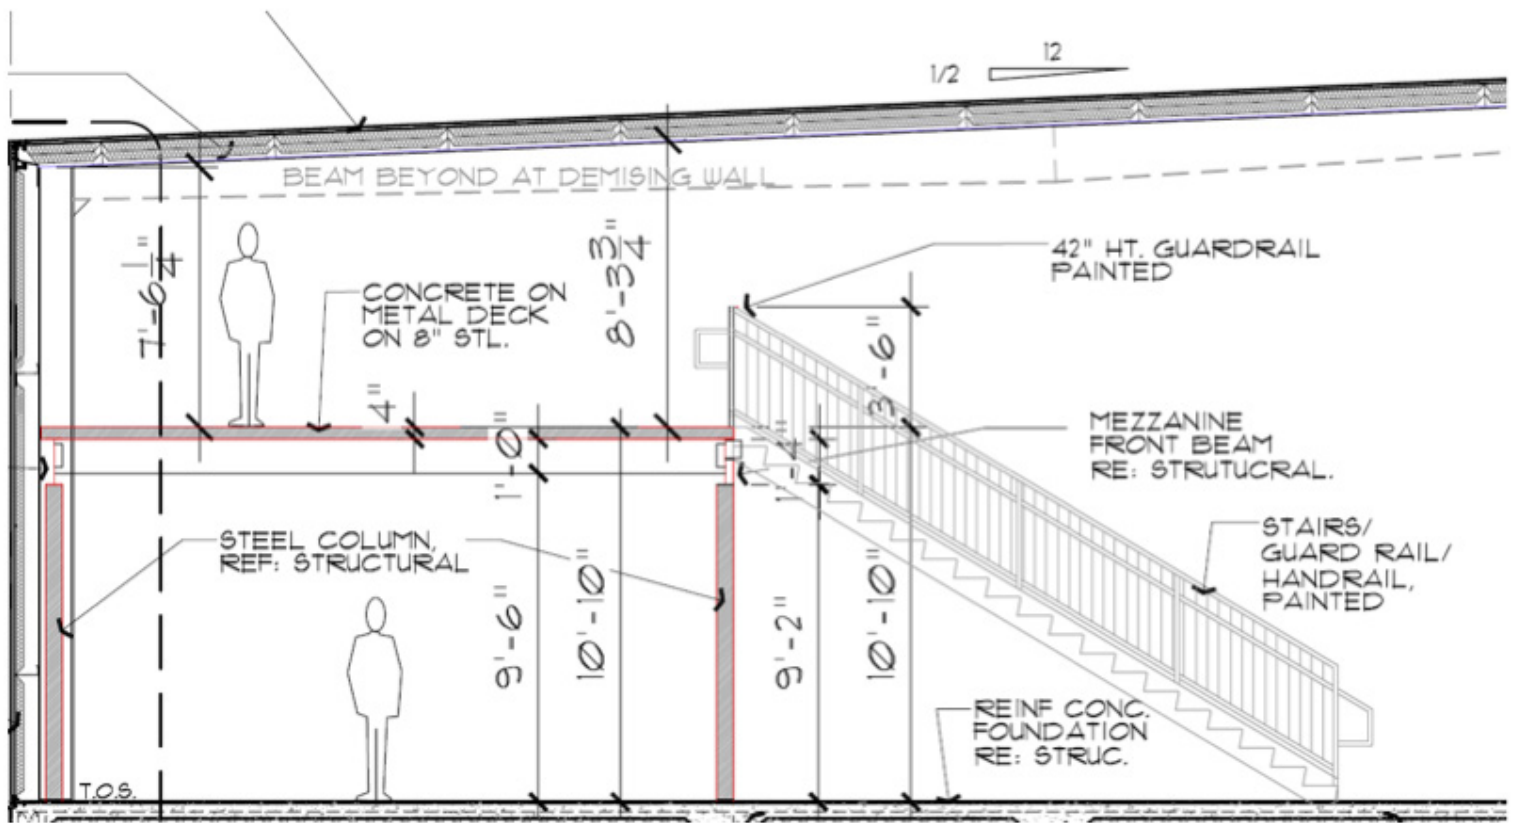 12
1/2
BEAM BEYOND AT DEMISING WALL
42" HT. GUARDRAIL
PAINTED
7'-6 1/4"
8'-3 3/4"
CONCRETE ON
METAL DECK
ON 8" STL.
3'-6"
4"
1'-0"
MEZZANINE
FRONT BEAM
RE: STRUTUCRAL.
STEEL COLUMN,
REF: STRUCTURAL
STAIRS/
GUARD RAIL/
HANDRAIL,
PAINTED
9'-6"
10'-10"
9'-2"
10'-10"
REINF CONC.
FOUNDATION
RE: STRUC.
T.O.S.